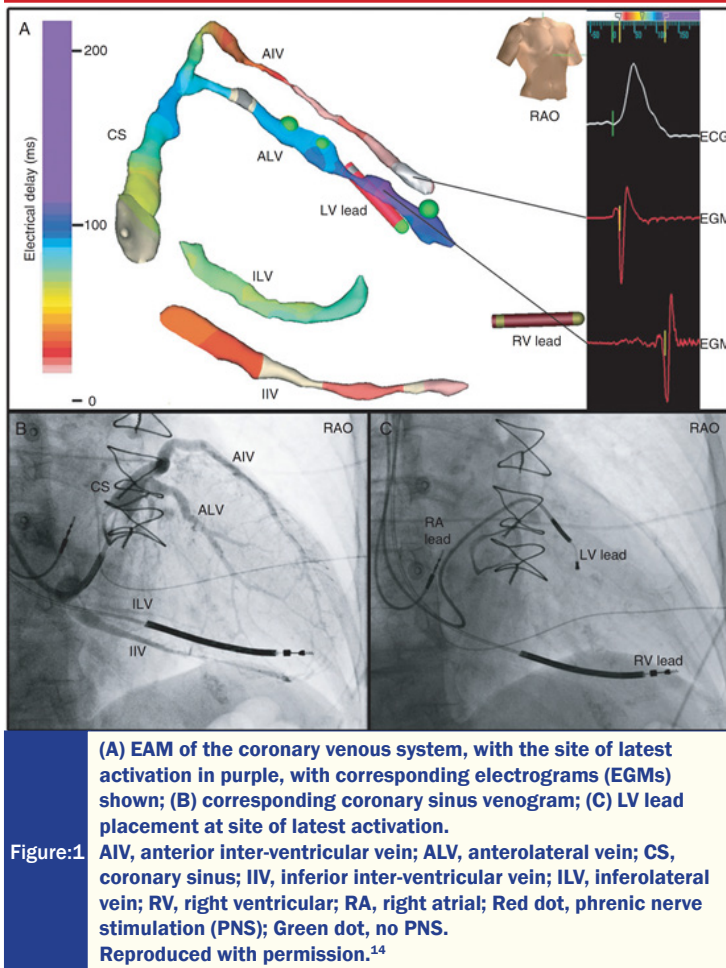 A
200
100
0
Electrical delay (ms)
CS
AIV
ALV
LV lead
ILV
IIV
RAO
RV lead
ECG
EGM
EGM
B
RAO
CS
AIV
ALV
ILV
IIV
C
RAO
RA
lead
LV lead
RV lead
Figure:1
(A) EAM of the coronary venous system, with the site of latest
activation in purple, with corresponding electrograms (EGMs)
shown; (B) corresponding coronary sinus venogram; (C) LV lead
placement at site of latest activation.
AIV, anterior inter-ventricular vein; ALV, anterolateral vein; CS,
coronary sinus; IIV, inferior inter-ventricular vein; ILV, inferolateral
vein; RV, right ventricular; RA, right atrial; Red dot, phrenic nerve
stimulation (PNS); Green dot, no PNS.
Reproduced with permission.¹⁴